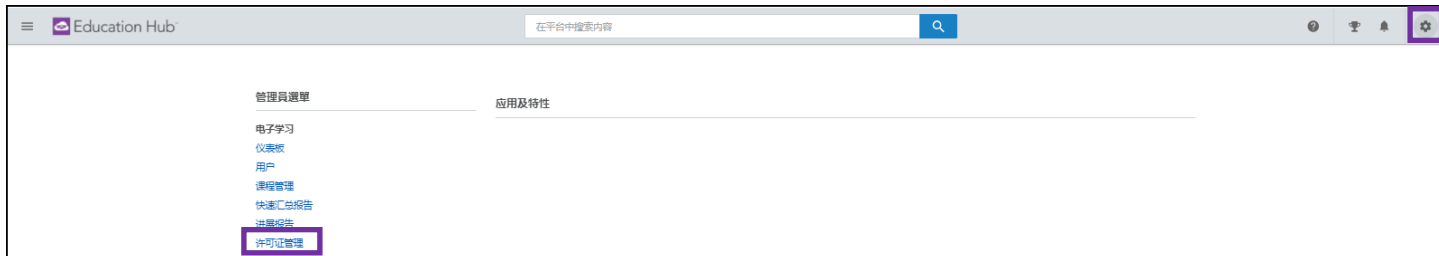 Education Hub
在平台中搜索内容
管理員選單
应用及特性
电子学习
仪表板
用户
课程管理
快速汇总报告
进展报告
许可证管理